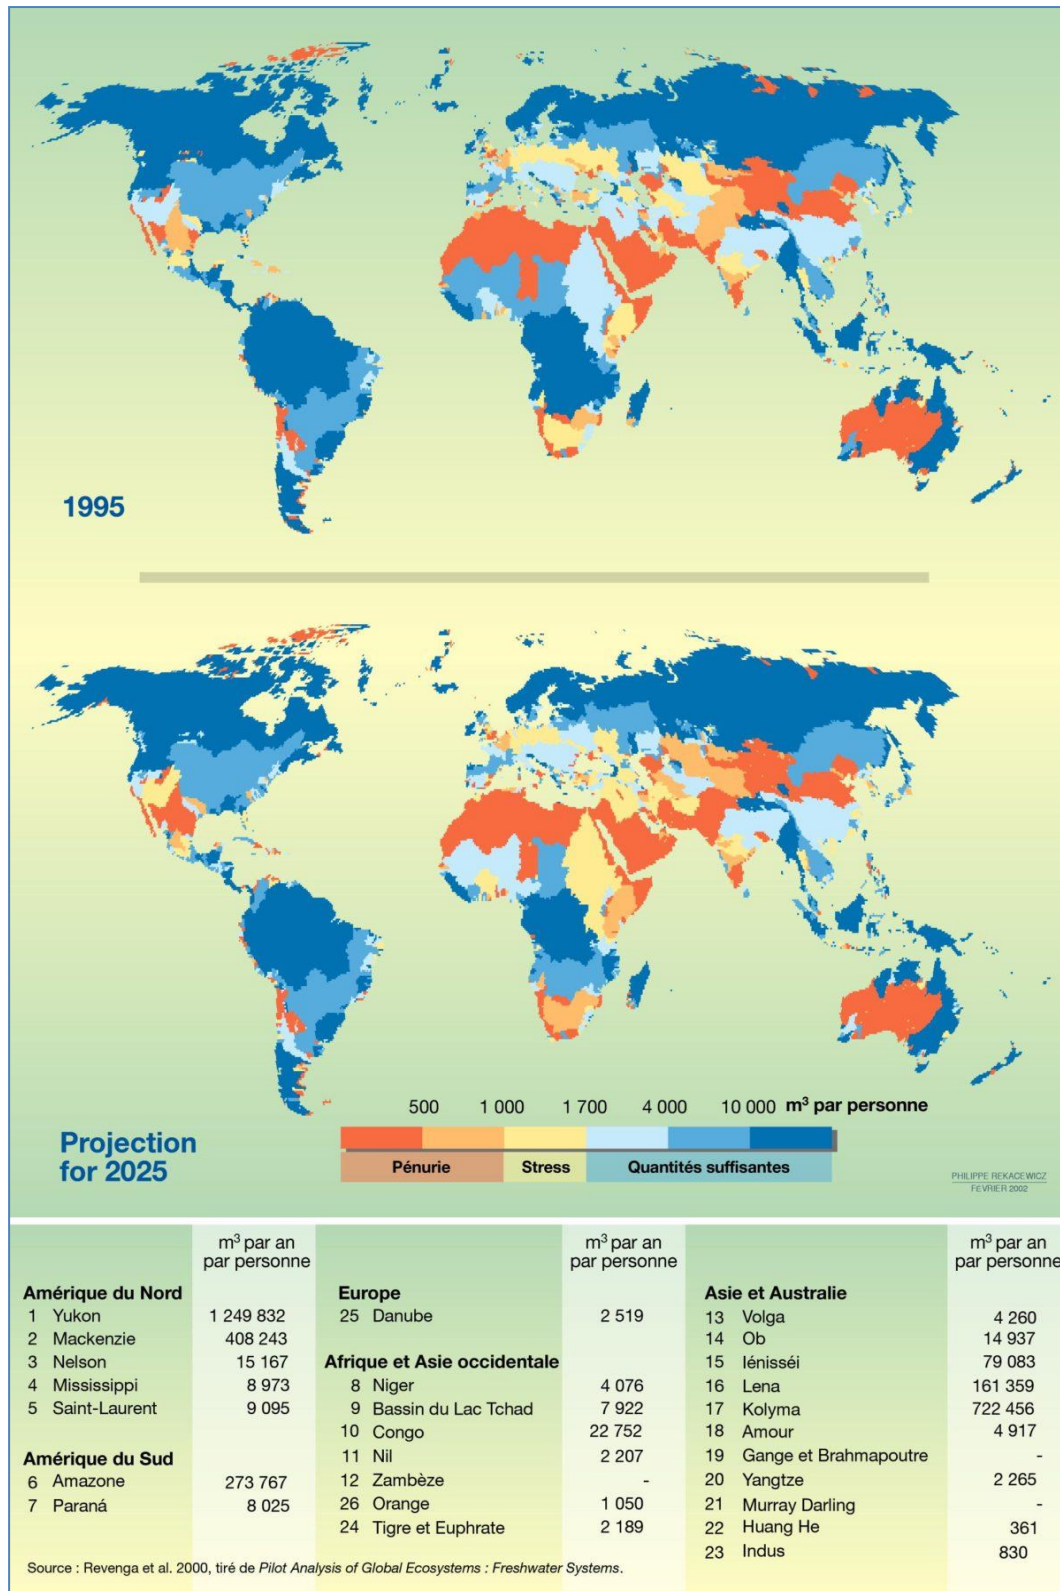 1995
Projection
for 2025
500 1 000 1 700 4 000 10 000 m³ par personne
Pénurie Stress Quantités suffisantes
PHILIPPE REKACEWICZ
FEVRIER 2002
m³ par an
par personne
Amérique du Nord
1 Yukon 1 249 832
2 Mackenzie 408 243
3 Nelson 15 167
4 Mississippi 8 973
5 Saint-Laurent 9 095
Amérique du Sud
6 Amazone 273 767
7 Paraná 8 025
m³ par an
par personne
Europe
25 Danube 2 519
Afrique et Asie occidentale
8 Niger 4 076
9 Bassin du Lac Tchad 7 922
10 Congo 22 752
11 Nil 2 207
12 Zambèze -
26 Orange 1 050
24 Tigre et Euphrate 2 189
m³ par an
par personne
Asie et Australie
13 Volga 4 260
14 Ob 14 937
15 Iénisséi 79 083
16 Lena 161 359
17 Kolyma 722 456
18 Amour 4 917
19 Gange et Brahmapoutre -
20 Yangtze 2 265
21 Murray Darling -
22 Huang He 361
23 Indus 830
Source : Revenga et al. 2000, tiré de Pilot Analysis of Global Ecosystems : Freshwater Systems.